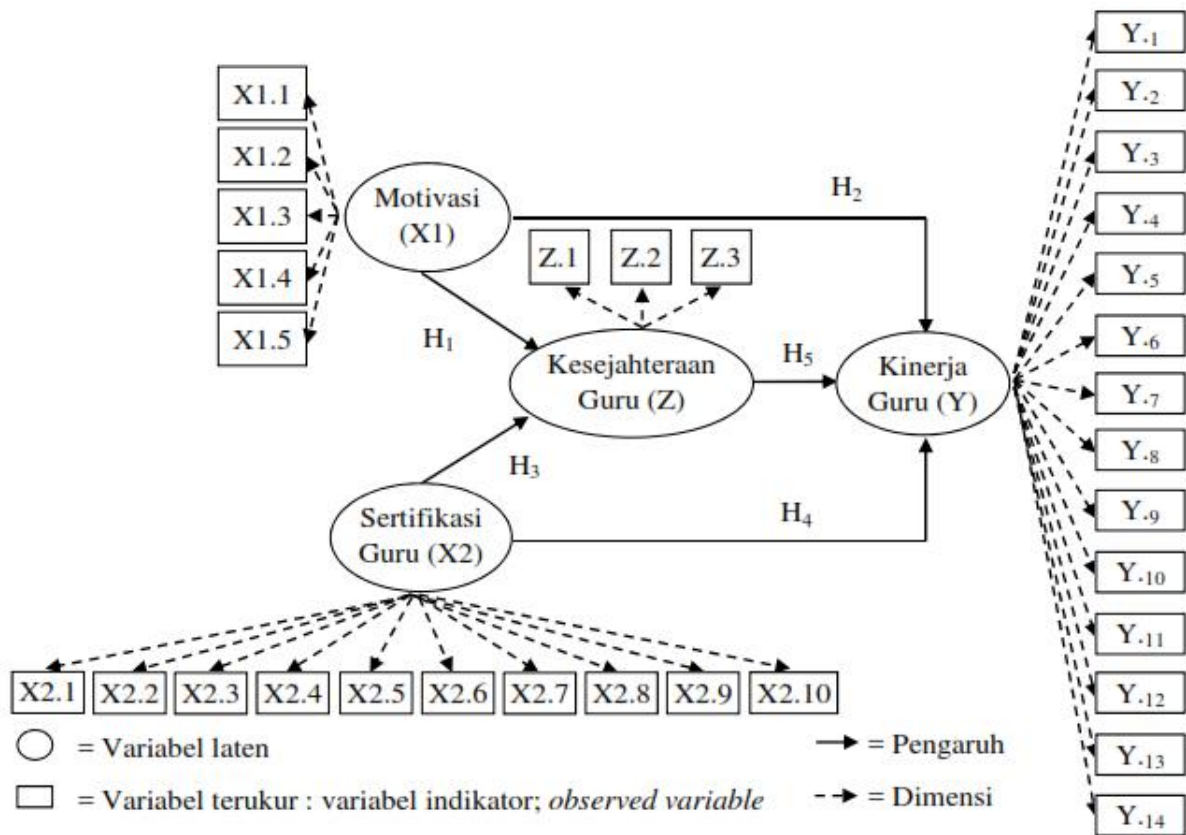 X1.1
X1.2
X1.3
X1.4
X1.5
Motivasi
(X1)
H₁
H₂
Z.1
Z.2
Z.3
Kesejahteraan
Guru (Z)
H₅
Kinerja
Guru (Y)
H₃
Sertifikasi
Guru (X2)
H₄
X2.1
X2.2
X2.3
X2.4
X2.5
X2.6
X2.7
X2.8
X2.9
X2.10
Y.₁
Y.₂
Y.₃
Y.₄
Y.₅
Y.₆
Y.₇
Y.₈
Y.₉
Y.₁₀
Y.₁₁
Y.₁₂
Y.₁₃
Y.₁₄
= Variabel laten
= Pengaruh
= Variabel terukur : variabel indikator; observed variable
= Dimensi